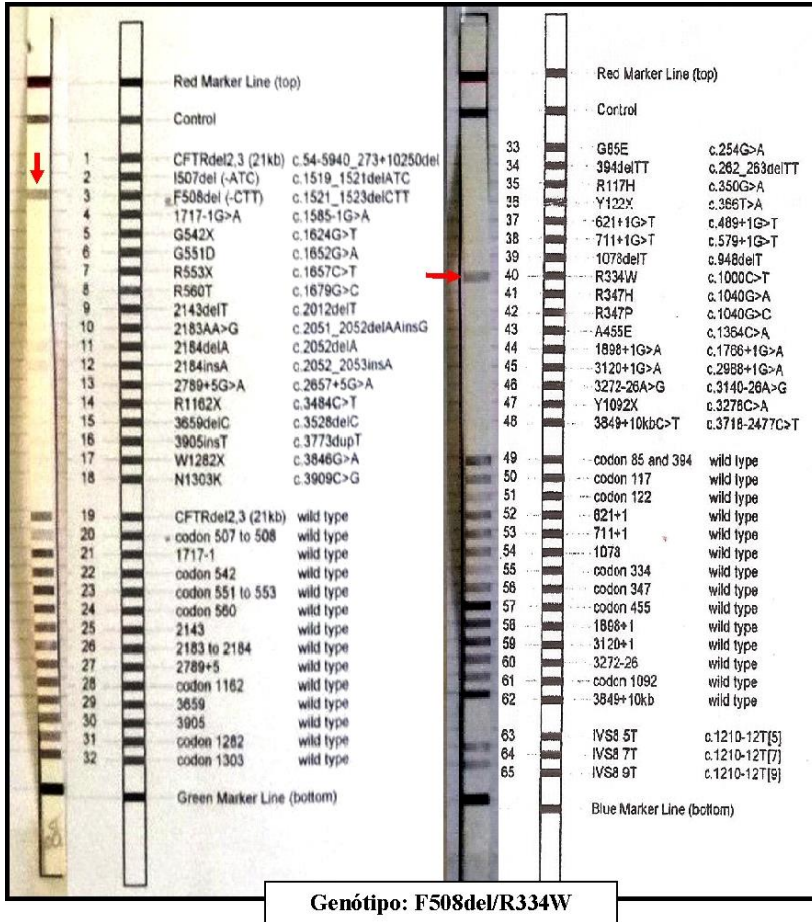 Red Marker Line (top)
Control
1 CFTRdel2,3 (21kb) c.54-5940_273+10250del
2 I507del (-ATC) c.1519_1521delATC
3 F508del (-CTT) c.1521_1523delCTT
4 1717-1G>A c.1585-1G>A
5 G542X c.1624G>T
6 G551D c.1652G>A
7 R553X c.1657C>T
8 R560T c.1679G>C
9 2143delT c.2012delT
10 2183AA>G c.2051_2052delAAinsG
11 2184delA c.2052delA
12 2184insA c.2052_2053insA
13 2789+5G>A c.2657+5G>A
14 R1162X c.3484C>T
15 3659delC c.3528delC
16 3905insT c.3773dupT
17 W1282X c.3846G>A
18 N1303K c.3909C>G
19 CFTRdel2,3 (21kb) wild type
20 codon 507 to 508 wild type
21 1717-1 wild type
22 codon 542 wild type
23 codon 551 to 553 wild type
24 codon 560 wild type
25 2143 wild type
26 2183 to 2184 wild type
27 2789+5 wild type
28 codon 1162 wild type
29 3659 wild type
30 3905 wild type
31 codon 1282 wild type
32 codon 1303 wild type
Green Marker Line (bottom)
Red Marker Line (top)
Control
33 G85E c.254G>A
34 394delTT c.262_263delTT
35 R117H c.350G>A
36 Y122X c.366T>A
37 621+1G>T c.489+1G>T
38 711+1G>T c.579+1G>T
39 1078delT c.948delT
40 R334W c.1000C>T
41 R347H c.1040G>A
42 R347P c.1040G>C
43 A455E c.1364C>A
44 1898+1G>A c.1766+1G>A
45 3120+1G>A c.2988+1G>A
46 3272-26A>G c.3140-26A>G
47 Y1092X c.3276C>A
48 3849+10kbC>T c.3718-2477C>T
49 codon 85 and 394 wild type
50 codon 117 wild type
51 codon 122 wild type
52 621+1 wild type
53 711+1 wild type
54 1078 wild type
55 codon 334 wild type
56 codon 347 wild type
57 codon 455 wild type
58 1898+1 wild type
59 3120+1 wild type
60 3272-26 wild type
61 codon 1092 wild type
62 3849+10kb wild type
63 IVS8 5T c.1210-12T[5]
64 IVS8 7T c.1210-12T[7]
65 IVS8 9T c.1210-12T[9]
Blue Marker Line (bottom)
Genótipo: F508del/R334W